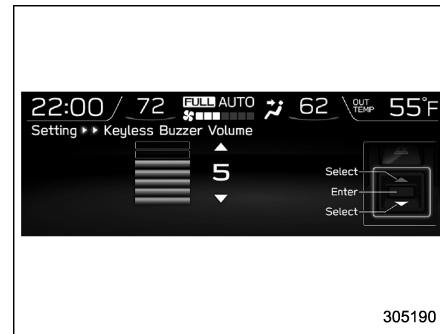 22:00 72 FULL AUTO 62 OUT TEMP 55°F
Setting ▸▸ Keyless Buzzer Volume
5
Select
Enter
Select
305190